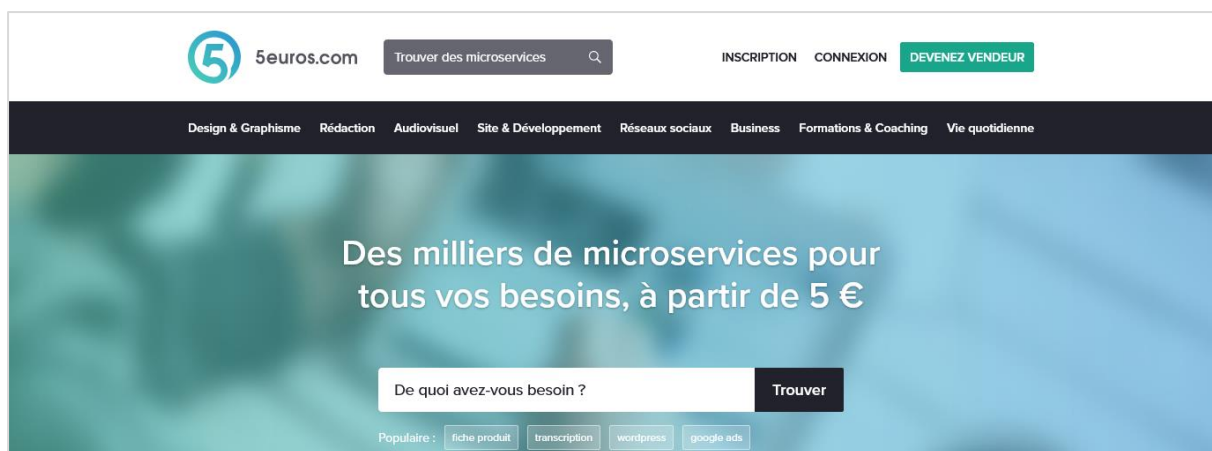 5 5euros.com Trouver des microservices INSCRIPTION CONNEXION DEVENEZ VENDEUR
Design & Graphisme Rédaction Audiovisuel Site & Développement Réseaux sociaux Business Formations & Coaching Vie quotidienne
Des milliers de microservices pour
tous vos besoins, à partir de 5 €
De quoi avez-vous besoin ? Trouver
Populaire : fiche produit transcription wordpress google ads